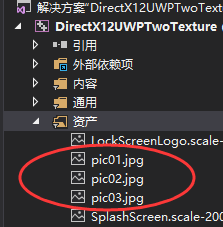 解决方案"DirectX12UWPTwoTexture
DirectX12UWPTwoTexture
引用
外部依赖项
内容
通用
资产
LockScreenLogo.scale-
pic01.jpg
pic02.jpg
pic03.jpg
SplashScreen.scale-200